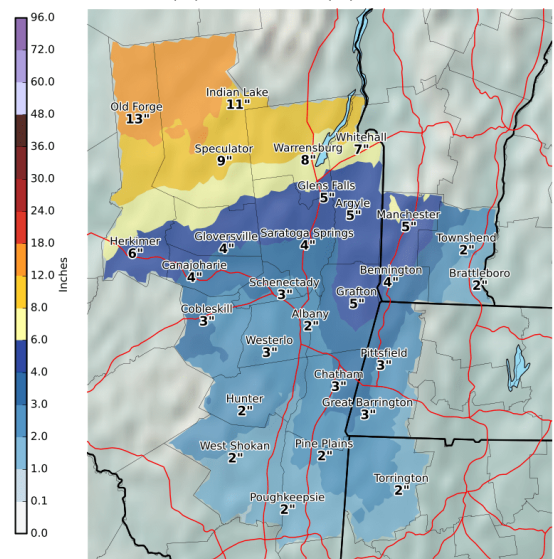 96.0
72.0
60.0
48.0
36.0
30.0
24.0
18.0
12.0
8.0
6.0
4.0
3.0
2.0
1.0
0.1
0.0
Inches
Indian Lake
11"
Old Forge
13"
Whitehall
7"
Speculator
9"
Warrensburg
8"
Glens Falls
5"
Argyle
5"
Manchester
5"
Herkimer
6"
Gloversville
4"
Saratoga Springs
4"
Townshend
2"
Canajoharie
4"
Bennington
4"
Brattleboro
2"
Schenectady
3"
Grafton
5"
Cobleskill
3"
Albany
2"
Westerlo
3"
Pittsfield
3"
Chatham
3"
Hunter
2"
Great Barrington
3"
West Shokan
2"
Pine Plains
2"
Torrington
2"
Poughkeepsie
2"